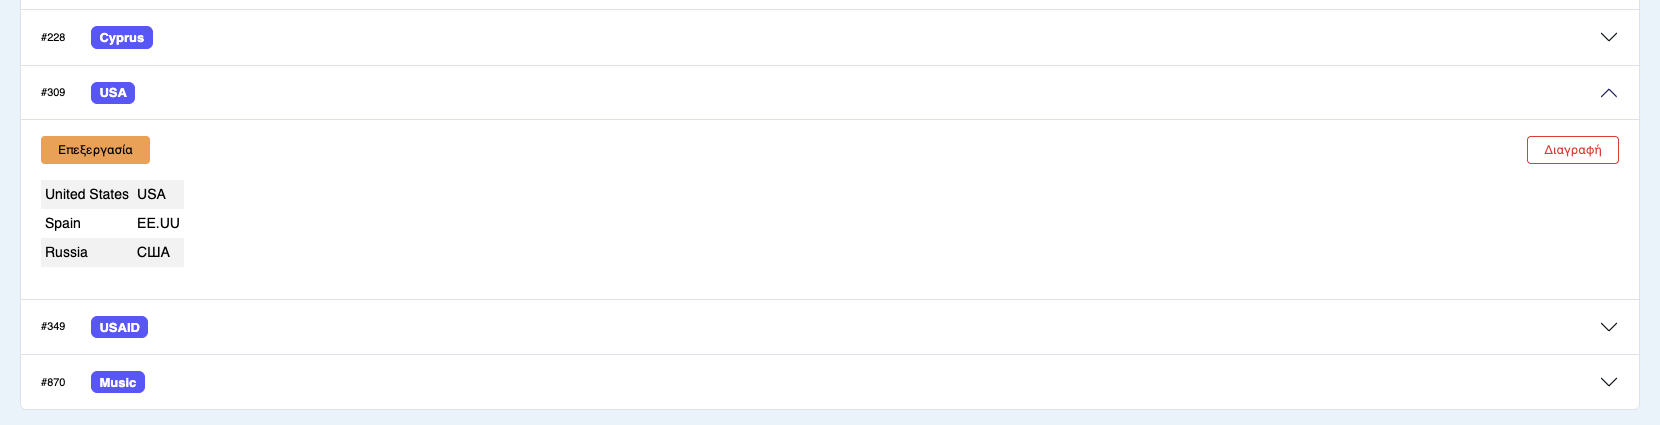 #228 Cyprus
#309 USA
Επεξεργασία Διαγραφή
United States USA
Spain EE.UU
Russia США
#349 USAID
#870 Music